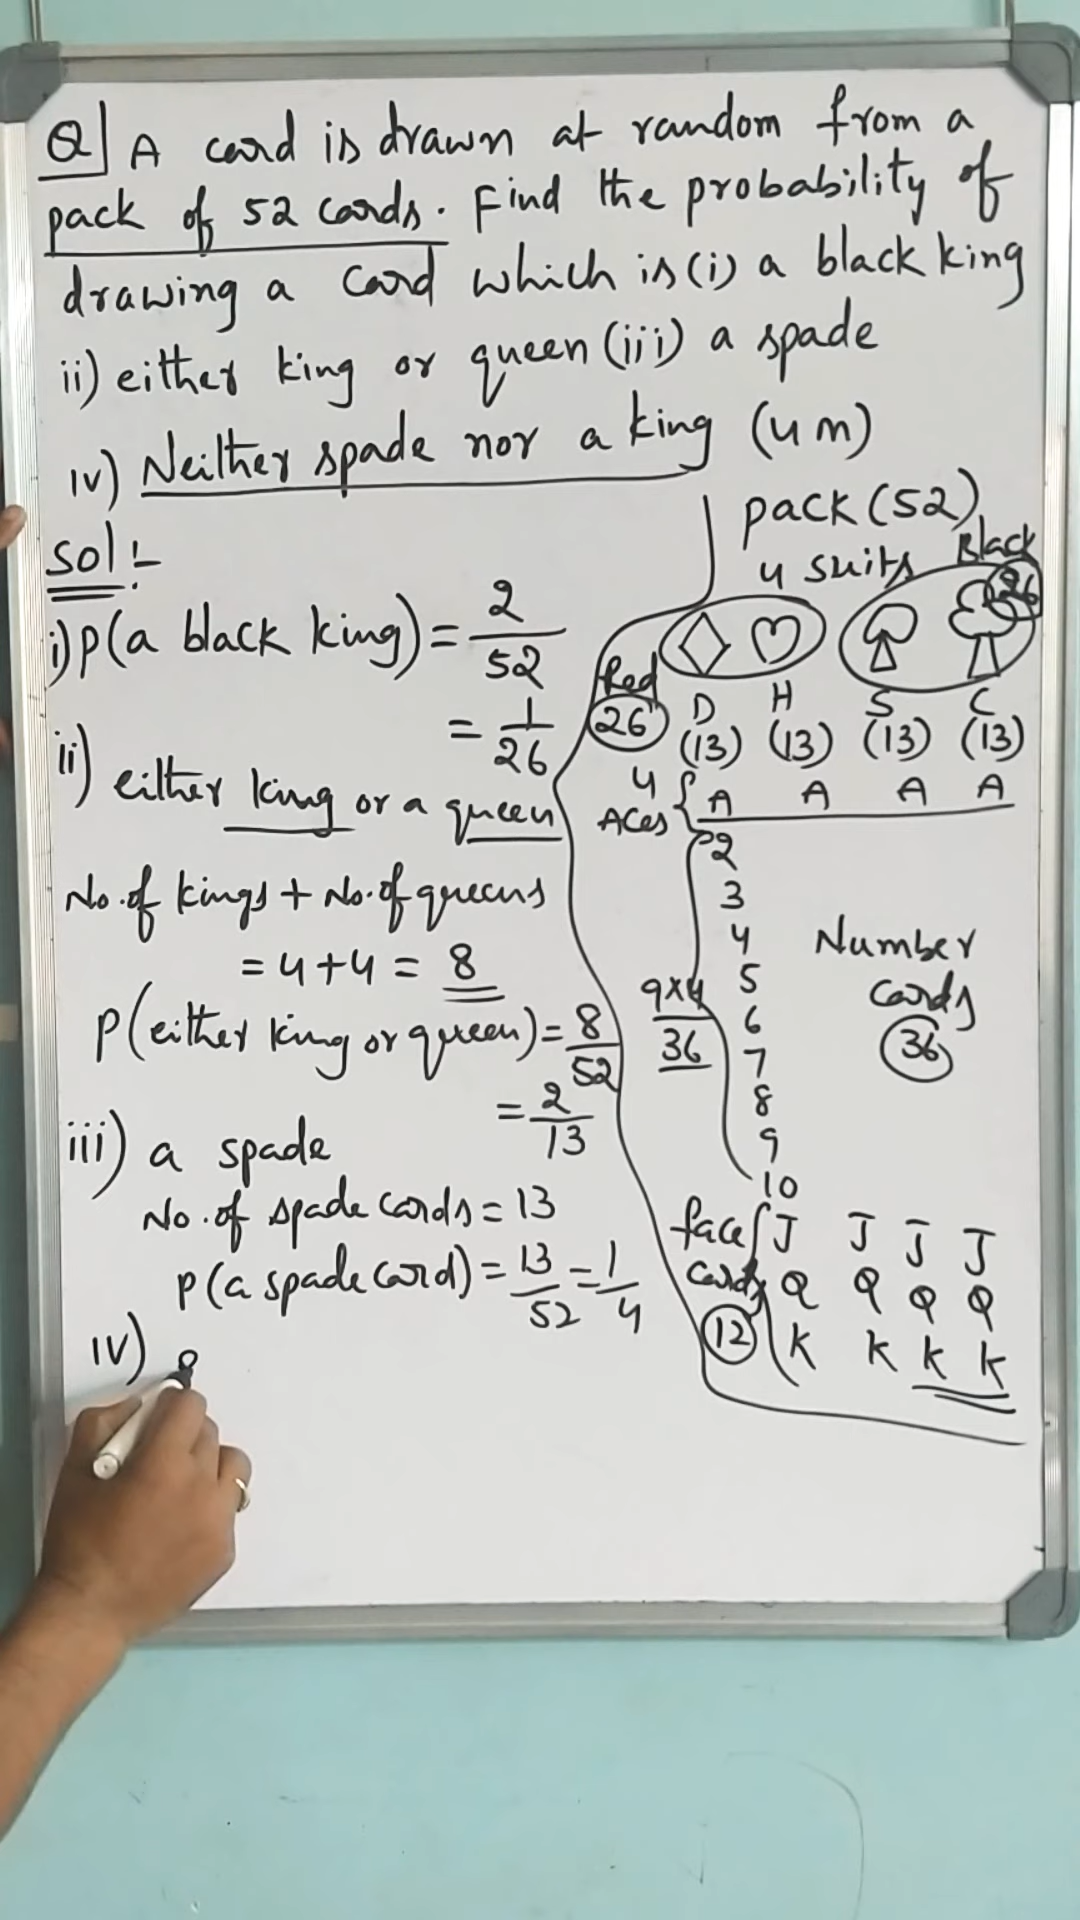 Q] A card is drawn at random from a
pack of 52 cards. Find the probability of
drawing a card which is (i) a black king
ii) either king or queen (iii) a spade
iv) Neither spade nor a king (4m)
Sol :-
i) P(a black king) = 2/52
= 1/26
ii) either king or a queen
No. of kings + No. of queens
= 4+4 = 8
P(either king or queen) = 8/52
= 2/13
iii) a spade
No. of spade cards = 13
P(a spade card) = 13/52 = 1/4
iv)
pack (52)
4 suits Black
26
Red
26
D H S C
(13) (13) (13) (13)
4
Aces { A A A A
2
3
4
5
6
7
8
9
10
9x4
36
Number
cards
36
face
cards
12
J J J J
Q Q Q Q
K K K K